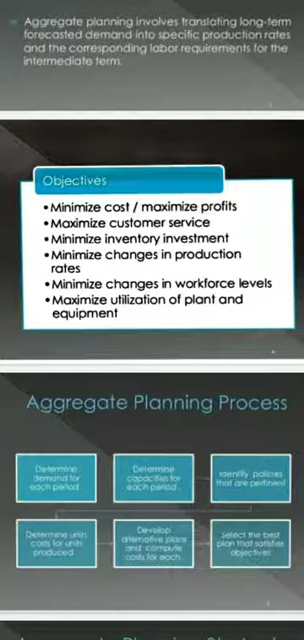 Aggregate planning involves translating long-term
forecasted demand into specific production rates
and the corresponding labor requirements for the
intermediate term.
Objectives
•Minimize cost / maximize profits
•Maximize customer service
•Minimize inventory investment
•Minimize changes in production
rates
•Minimize changes in workforce levels
•Maximize utilization of plant and
equipment
Aggregate Planning Process
Determine
demand for
each period
Determine
capacities for
each period
Identify policies
that are pertinent
Determine units
costs for units
produced
Develop
alternative plans
and compute
costs for each
Select the best
plan that satisfies
objectives